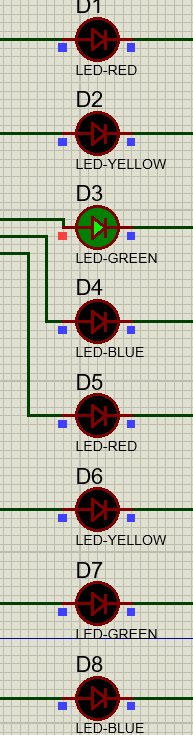 D1
LED-RED
D2
LED-YELLOW
D3
LED-GREEN
D4
LED-BLUE
D5
LED-RED
D6
LED-YELLOW
D7
LED-GREEN
D8
LED-BLUE